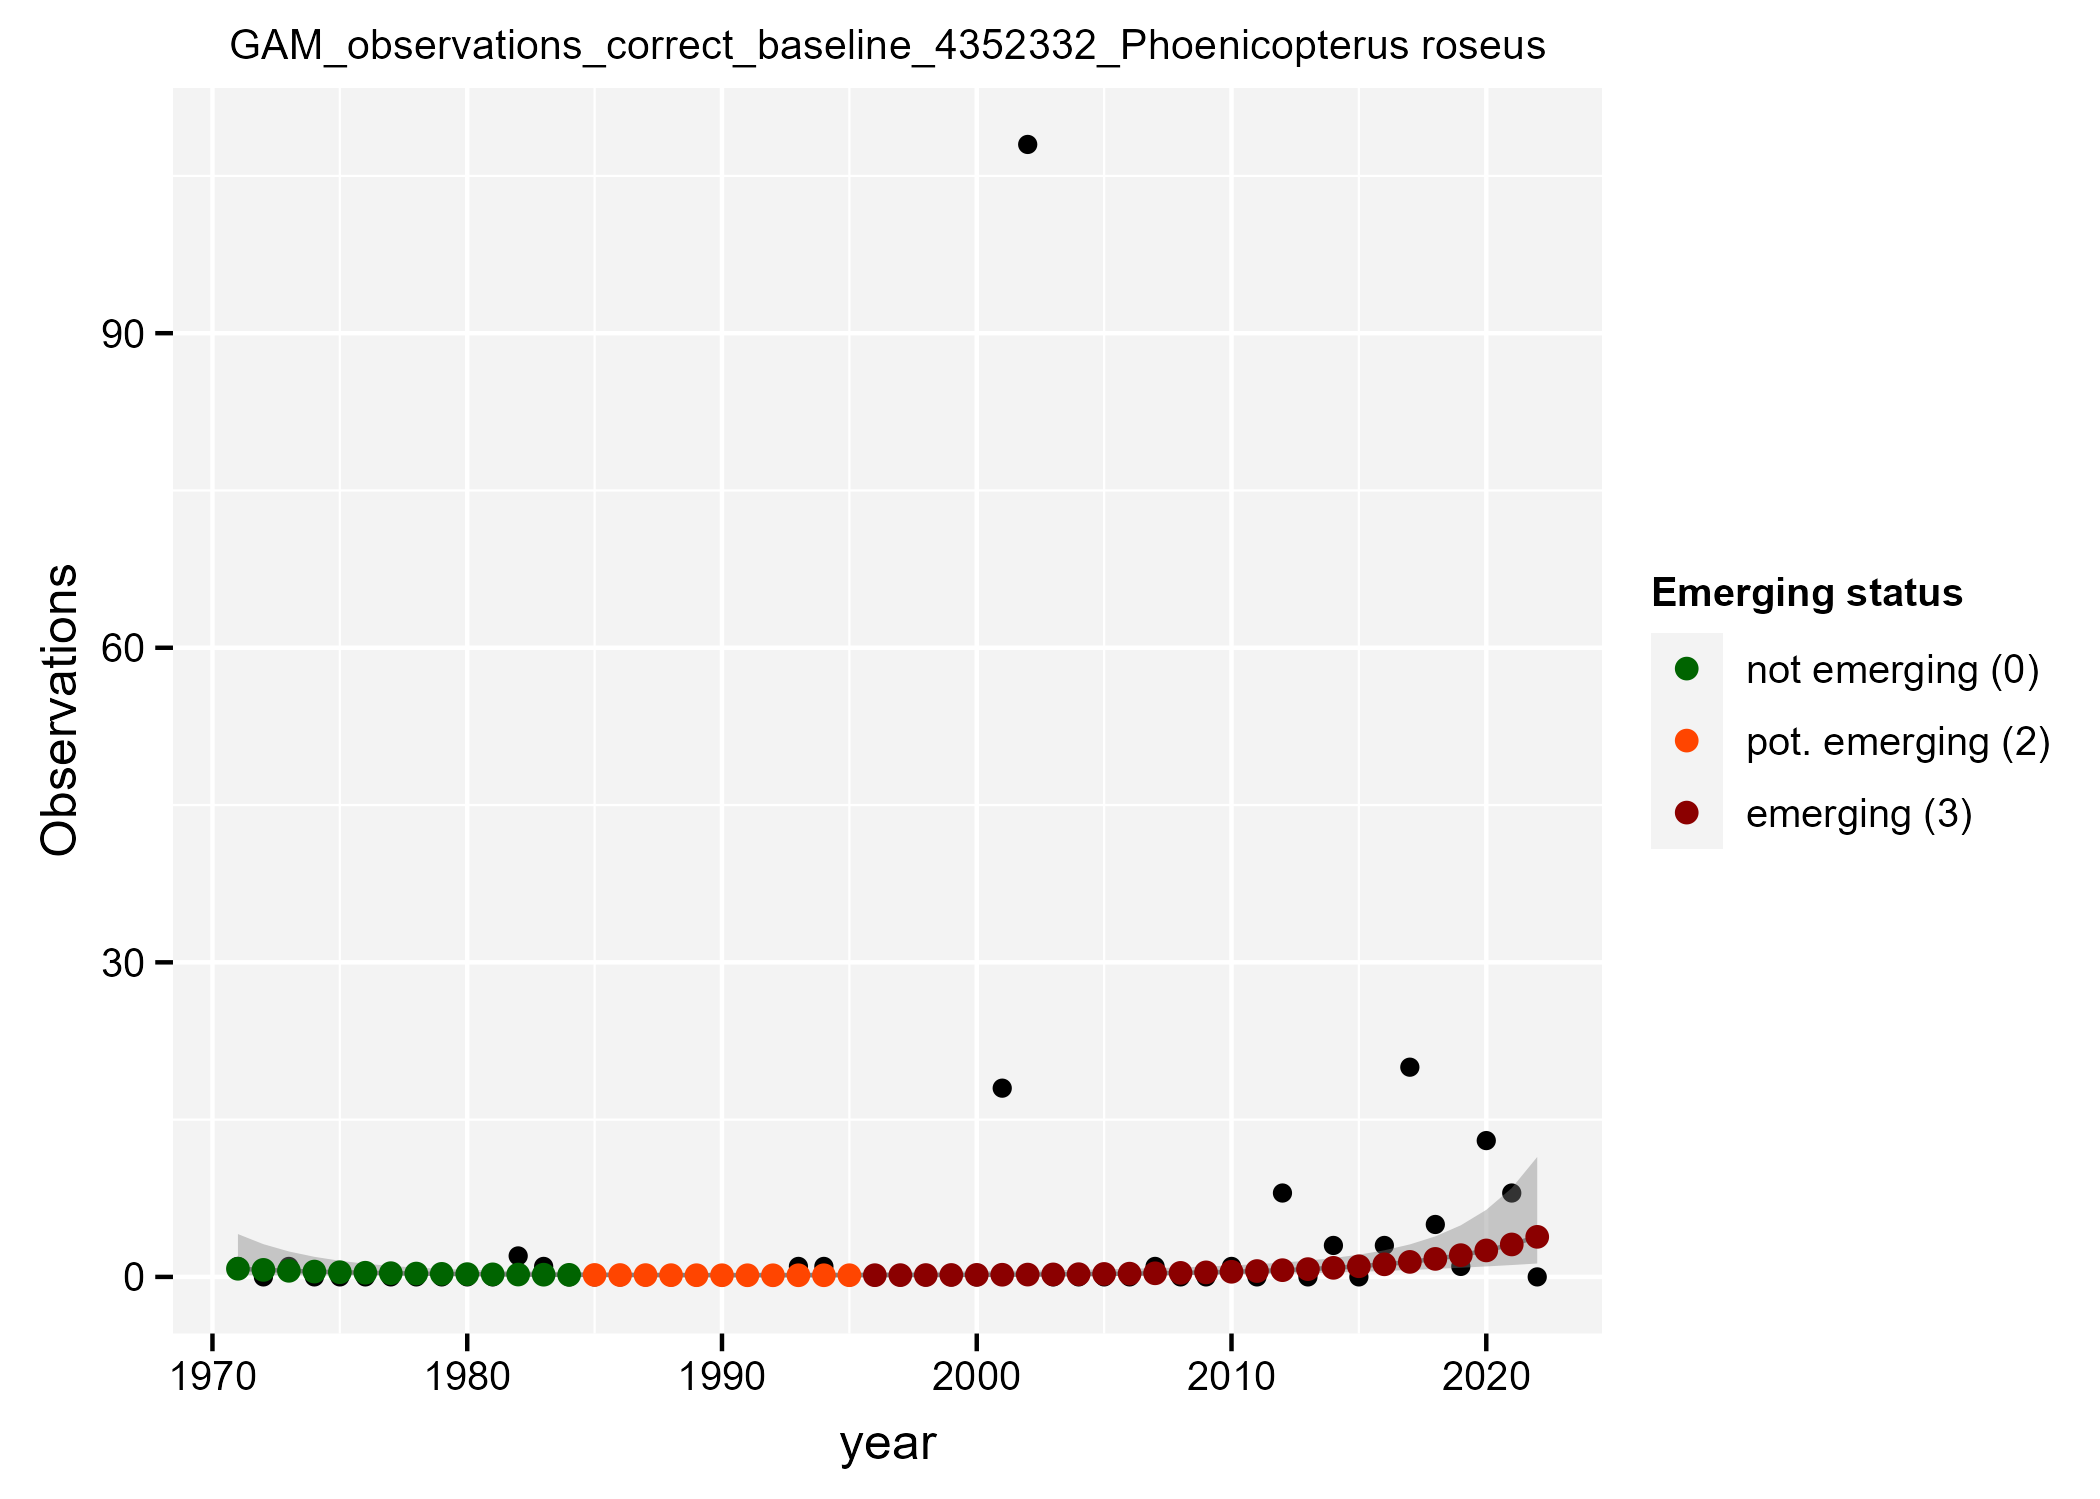 GAM_observations_correct_baseline_4352332_Phoenicopterus roseus
Observations
90
60
30
0
1970 1980 1990 2000 2010 2020
year
Emerging status
not emerging (0)
pot. emerging (2)
emerging (3)